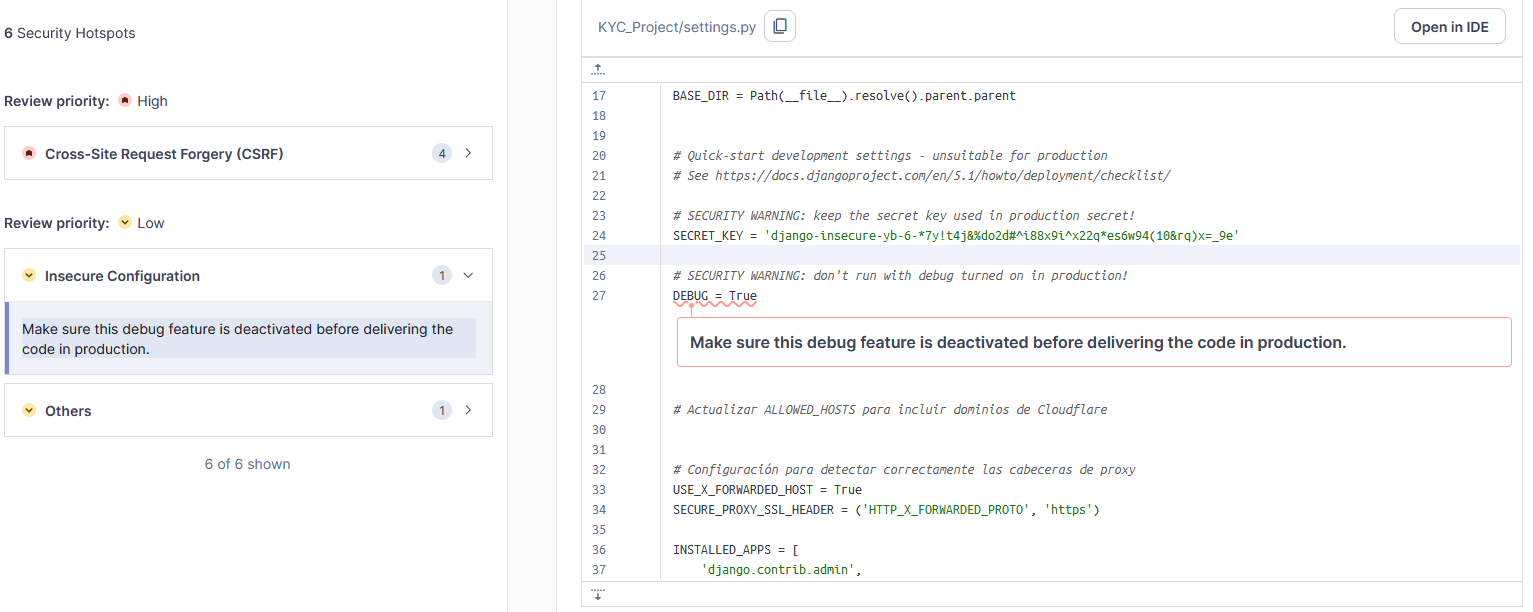 6 Security Hotspots
Review priority: High
Cross-Site Request Forgery (CSRF) 4
Review priority: Low
Insecure Configuration 1
Make sure this debug feature is deactivated before delivering the
code in production.
Others 1
6 of 6 shown
KYC_Project/settings.py
Open in IDE
17 BASE_DIR = Path(__file__).resolve().parent.parent
18
19
20 # Quick-start development settings - unsuitable for production
21 # See https://docs.djangoproject.com/en/5.1/howto/deployment/checklist/
22
23 # SECURITY WARNING: keep the secret key used in production secret!
24 SECRET_KEY = 'django-insecure-yb-6-*7y!t4j&%do2d#^i88x9i^x22q*es6w94(10&rq)x=_9e'
25
26 # SECURITY WARNING: don't run with debug turned on in production!
27 DEBUG = True
Make sure this debug feature is deactivated before delivering the code in production.
28
29 # Actualizar ALLOWED_HOSTS para incluir dominios de Cloudflare
30
31
32 # Configuración para detectar correctamente las cabeceras de proxy
33 USE_X_FORWARDED_HOST = True
34 SECURE_PROXY_SSL_HEADER = ('HTTP_X_FORWARDED_PROTO', 'https')
35
36 INSTALLED_APPS = [
37 'django.contrib.admin',